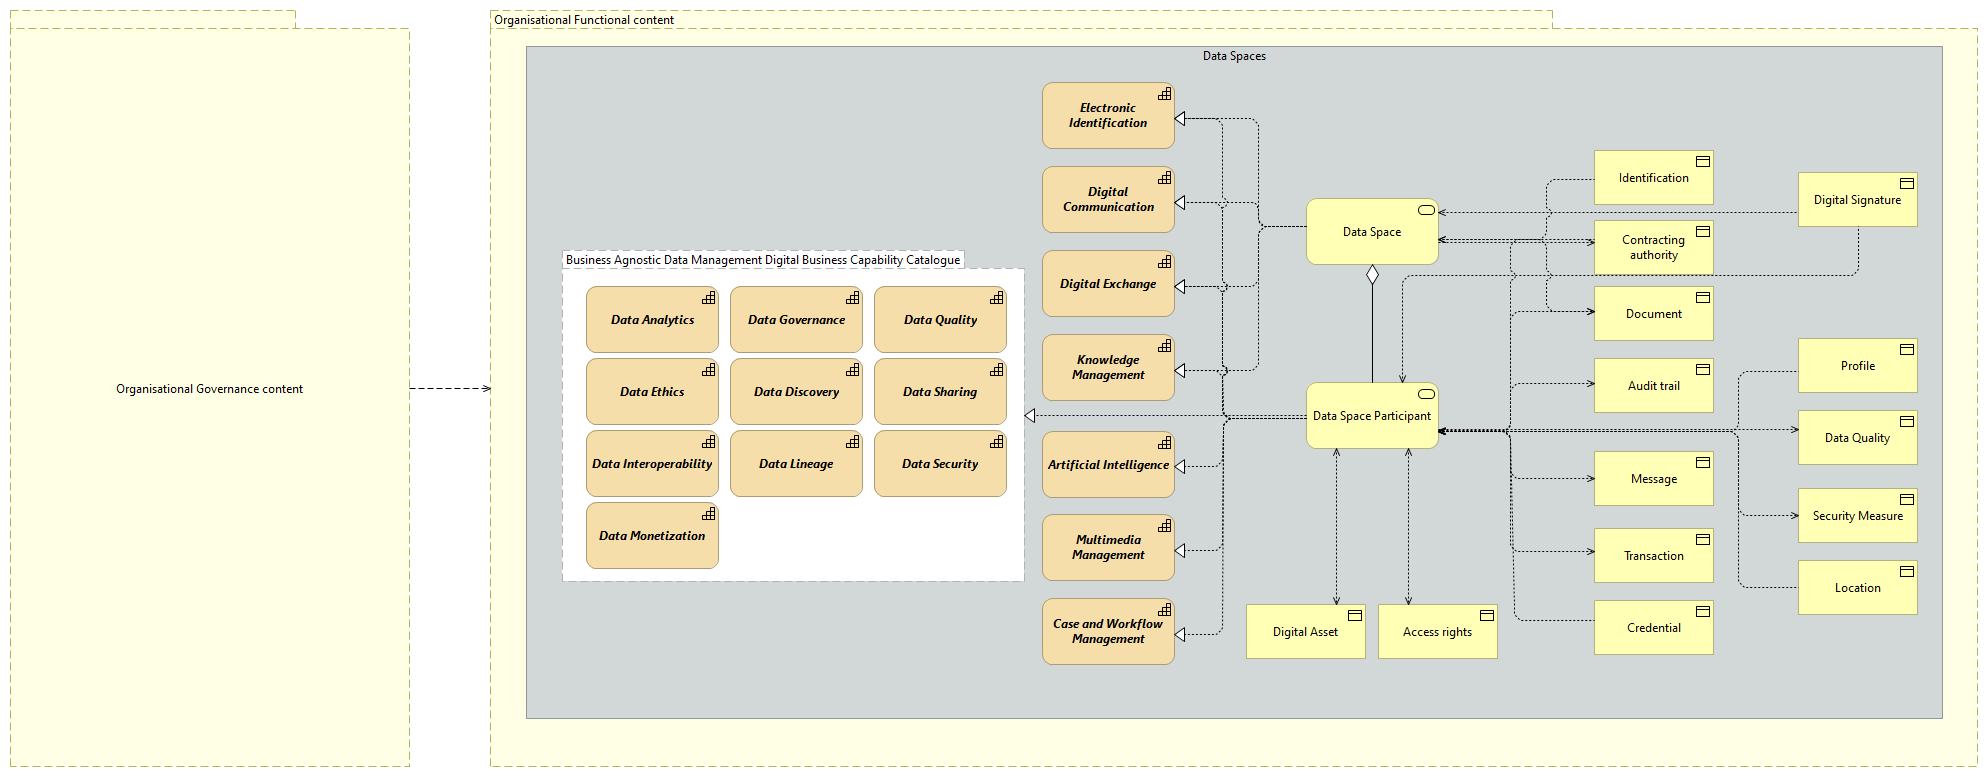 Organisational Functional content
Data Spaces
Organisational Governance content
Business Agnostic Data Management Digital Business Capability Catalogue
Data Analytics
Data Governance
Data Quality
Data Ethics
Data Discovery
Data Sharing
Data Interoperability
Data Lineage
Data Security
Data Monetization
Electronic
Identification
Digital
Communication
Digital Exchange
Knowledge
Management
Artificial Intelligence
Multimedia
Management
Case and Workflow
Management
Data Space
Data Space Participant
Digital Asset
Access rights
Identification
Contracting
authority
Document
Audit trail
Message
Transaction
Credential
Digital Signature
Profile
Data Quality
Security Measure
Location